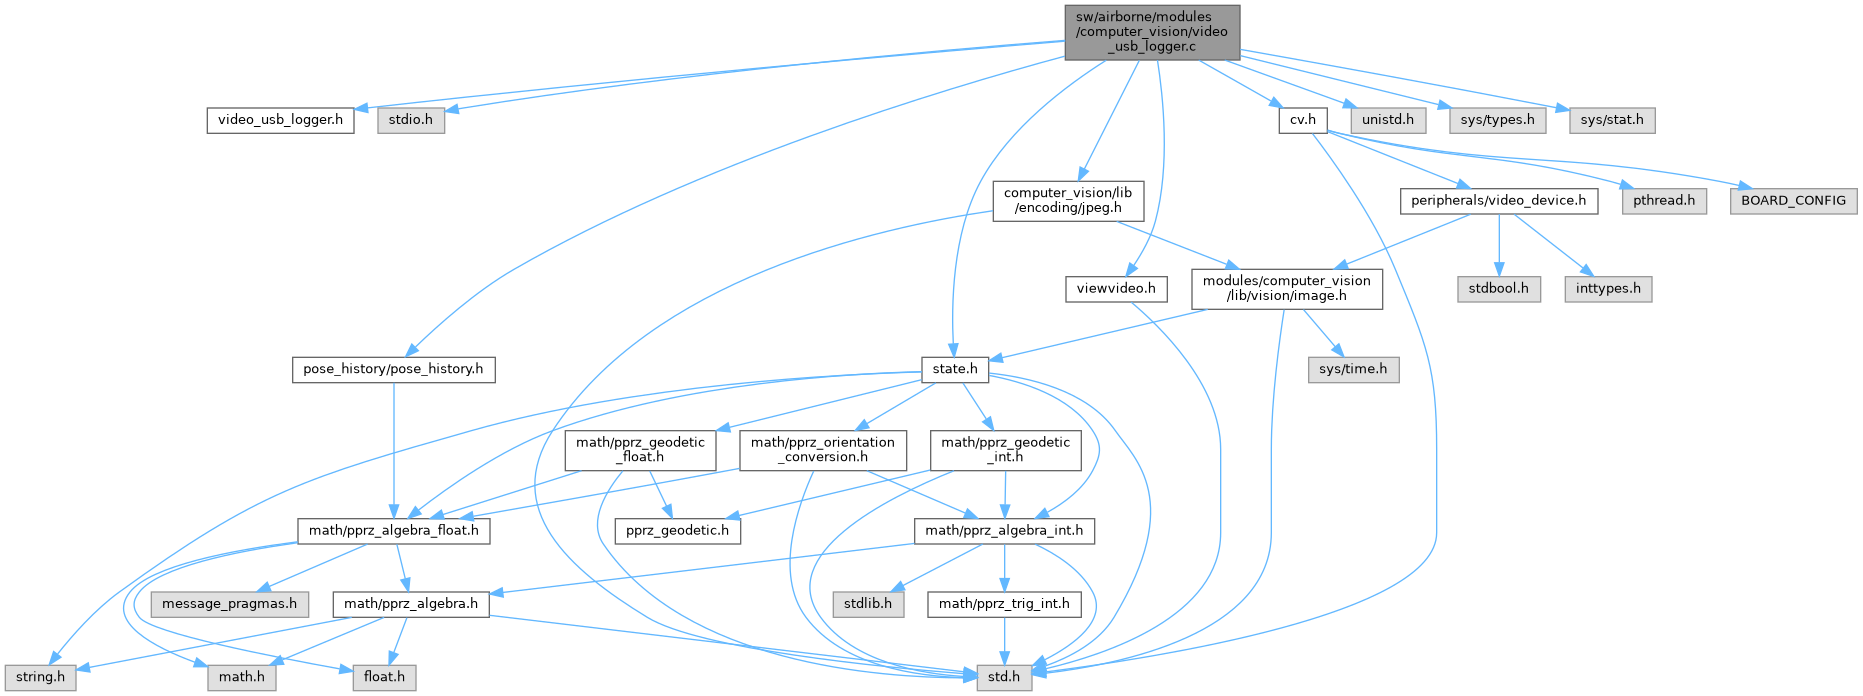 sw/airborne/modules
/computer_vision/video
_usb_logger.c
video_usb_logger.h
stdio.h
cv.h
unistd.h
sys/types.h
sys/stat.h
computer_vision/lib
/encoding/jpeg.h
peripherals/video_device.h
pthread.h
BOARD_CONFIG
viewvideo.h
modules/computer_vision
/lib/vision/image.h
stdbool.h
inttypes.h
pose_history/pose_history.h
state.h
sys/time.h
math/pprz_geodetic
_float.h
math/pprz_orientation
_conversion.h
math/pprz_geodetic
_int.h
math/pprz_algebra_float.h
pprz_geodetic.h
math/pprz_algebra_int.h
message_pragmas.h
math/pprz_algebra.h
stdlib.h
math/pprz_trig_int.h
string.h
math.h
float.h
std.h